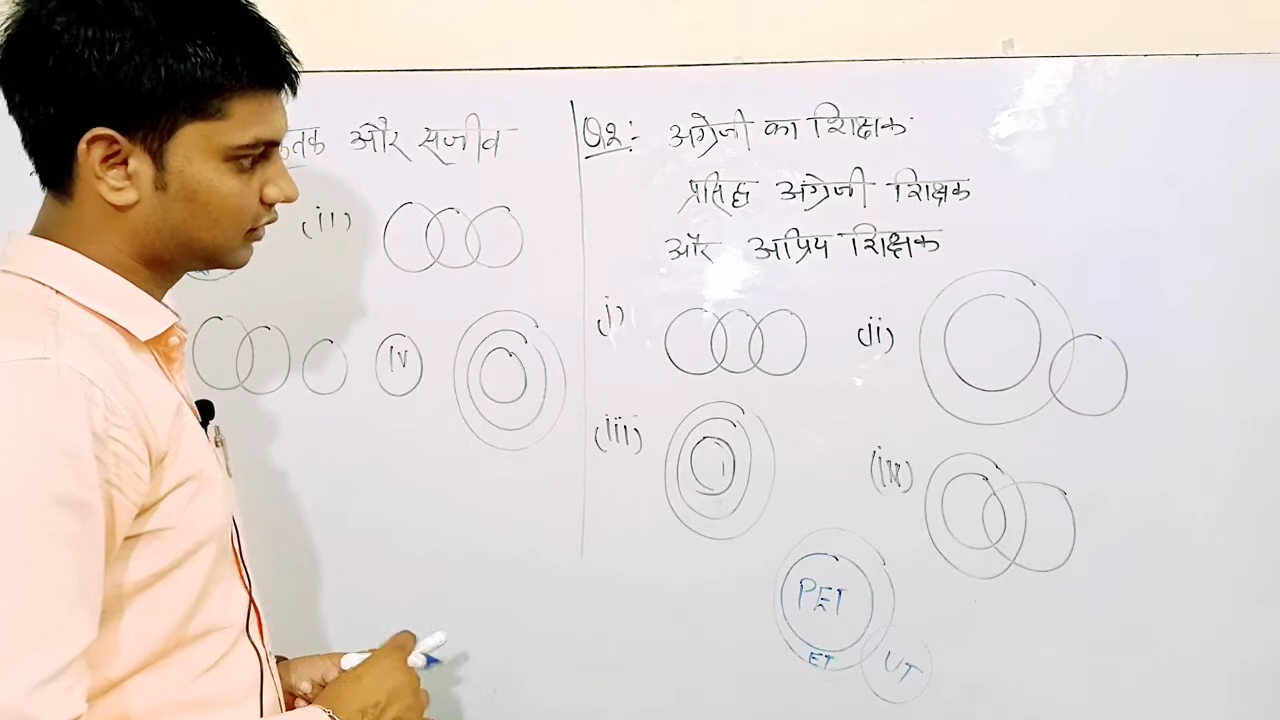 और सजीव
(ii)
IV
Q2:- अंग्रेजी का शिक्षक
प्रसिद्ध अंग्रेजी शिक्षक
और अप्रिय शिक्षक
i)
(ii)
(iii)
(iv)
PET
ET
UT